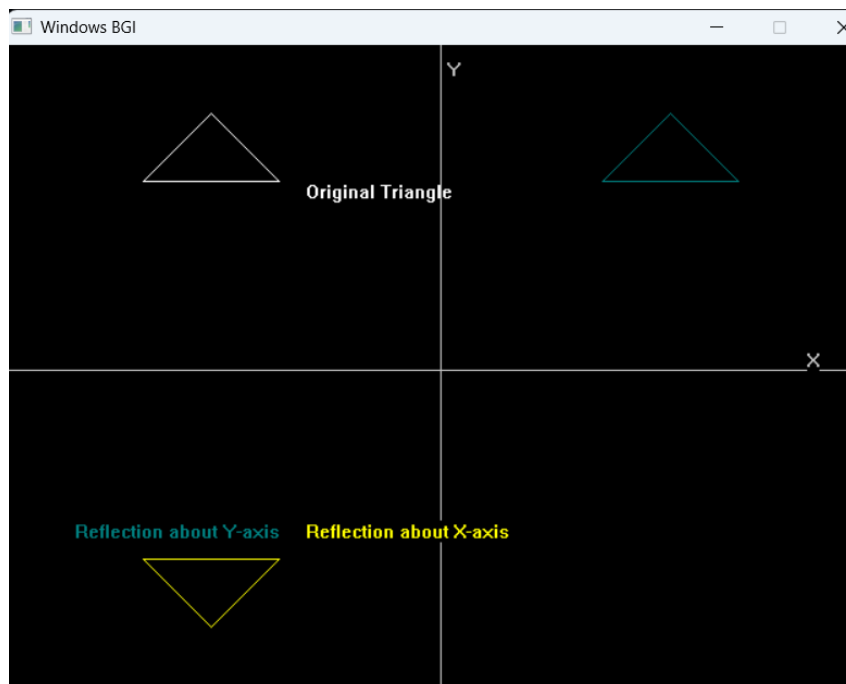 Windows BGI
Y
Original Triangle
X
Reflection about Y-axis
Reflection about X-axis